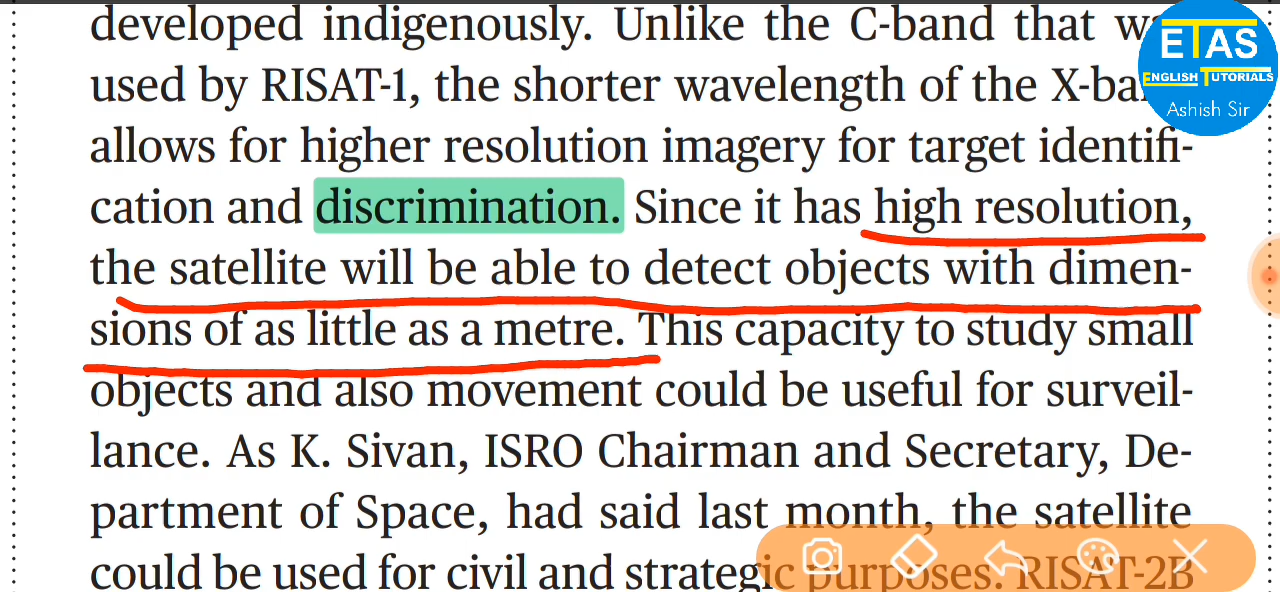 developed indigenously. Unlike the C-band that
used by RISAT-1, the shorter wavelength of the
allows for higher resolution imagery for target identifi-
cation and discrimination. Since it has high resolution,
the satellite will be able to detect objects with dimen-
sions of as little as a metre. This capacity to study small
objects and also movement could be useful for surveil-
lance. As K. Sivan, ISRO Chairman and Secretary, De-
partment of Space, had said last month, the satellite
could be used for civil and strategic purposes. RISAT-2B
ETAS
ENGLISH TUTORIALS
Ashish Sir